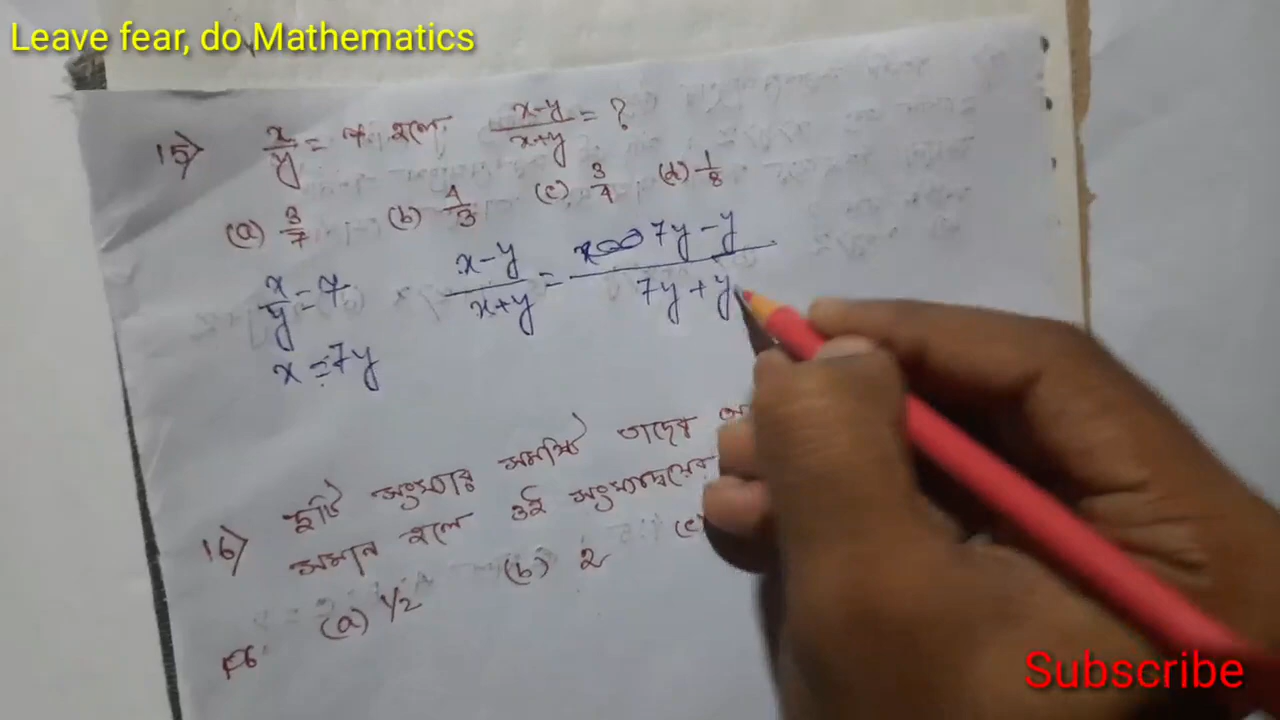 Leave fear, do Mathematics
15) x/y = 7 হলে x-y/x+y = ?
(a) 3/7 (b) 4/3 (c) 3/4 (d) 1/8
x/y = 7 x-y/x+y = 7y-y/7y+y
x = 7y
16) দুটি সংখ্যার সমষ্টি তাদের
সমান হলে ঐই সংখ্যাদ্বয়ের
(a) 1/2 (b) 2 (c)
Subscribe